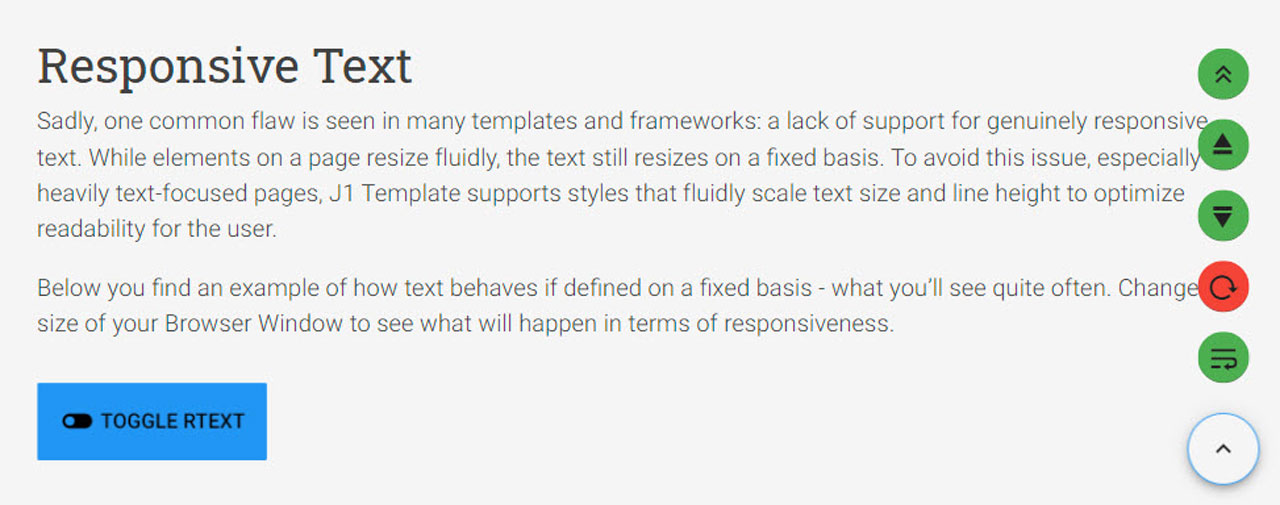 Responsive Text
Sadly, one common flaw is seen in many templates and frameworks: a lack of support for genuinely responsive
text. While elements on a page resize fluidly, the text still resizes on a fixed basis. To avoid this issue, especially
heavily text-focused pages, J1 Template supports styles that fluidly scale text size and line height to optimize
readability for the user.
Below you find an example of how text behaves if defined on a fixed basis - what you’ll see quite often. Change
size of your Browser Window to see what will happen in terms of responsiveness.
TOGGLE RTEXT